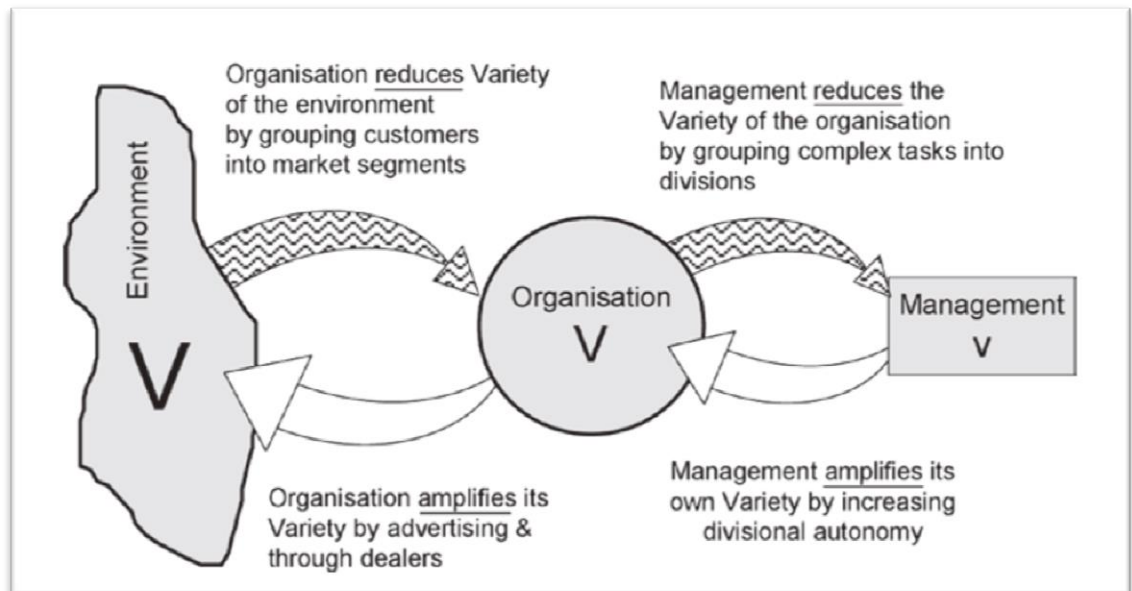 Organisation reduces Variety
of the environment
by grouping customers
into market segments
Management reduces the
Variety of the organisation
by grouping complex tasks into
divisions
Environment
V
Organisation
V
Management
v
Organisation amplifies its
Variety by advertising &
through dealers
Management amplifies its
own Variety by increasing
divisional autonomy